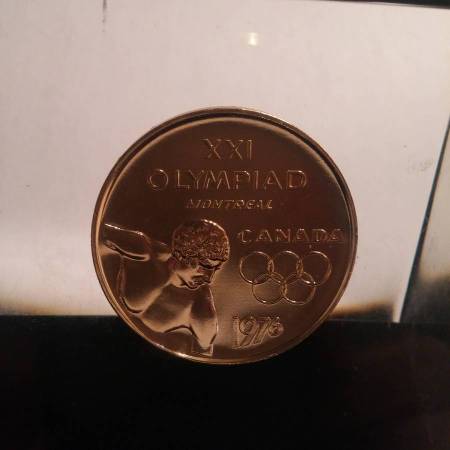 XXI
OLYMPIAD
MONTREAL
CANADA
1976